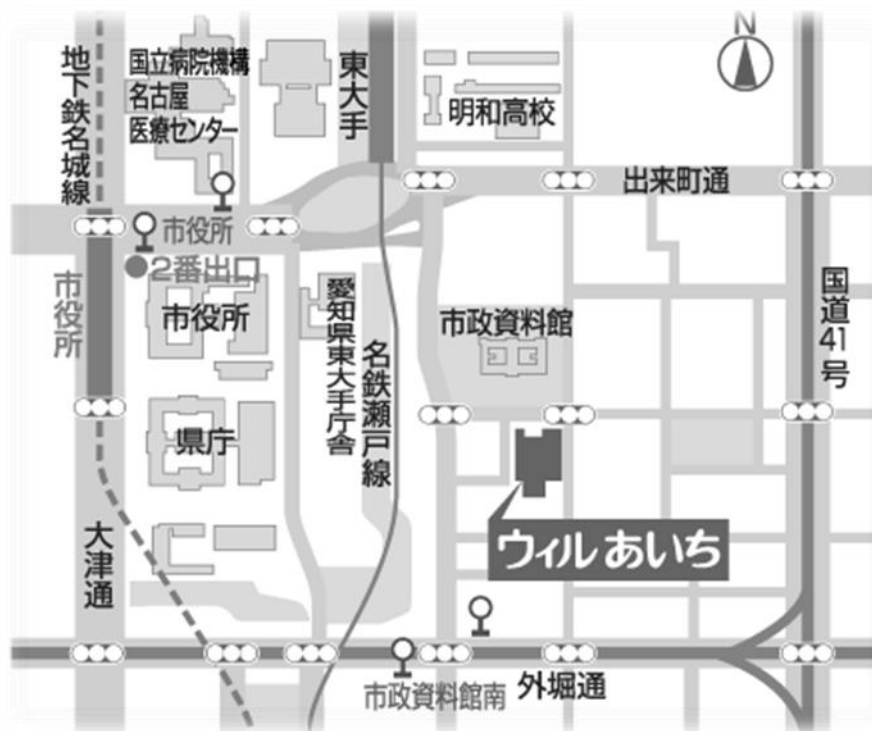 N
地下鉄名城線
国立病院機構
名古屋
医療センター
東大手
明和高校
出来町通
市役所
2番出口
市役所
市役所
愛知県東大手庁舎
名鉄瀬戸線
市政資料館
国道41号
県庁
ウィルあいち
大津通
市政資料館南
外堀通